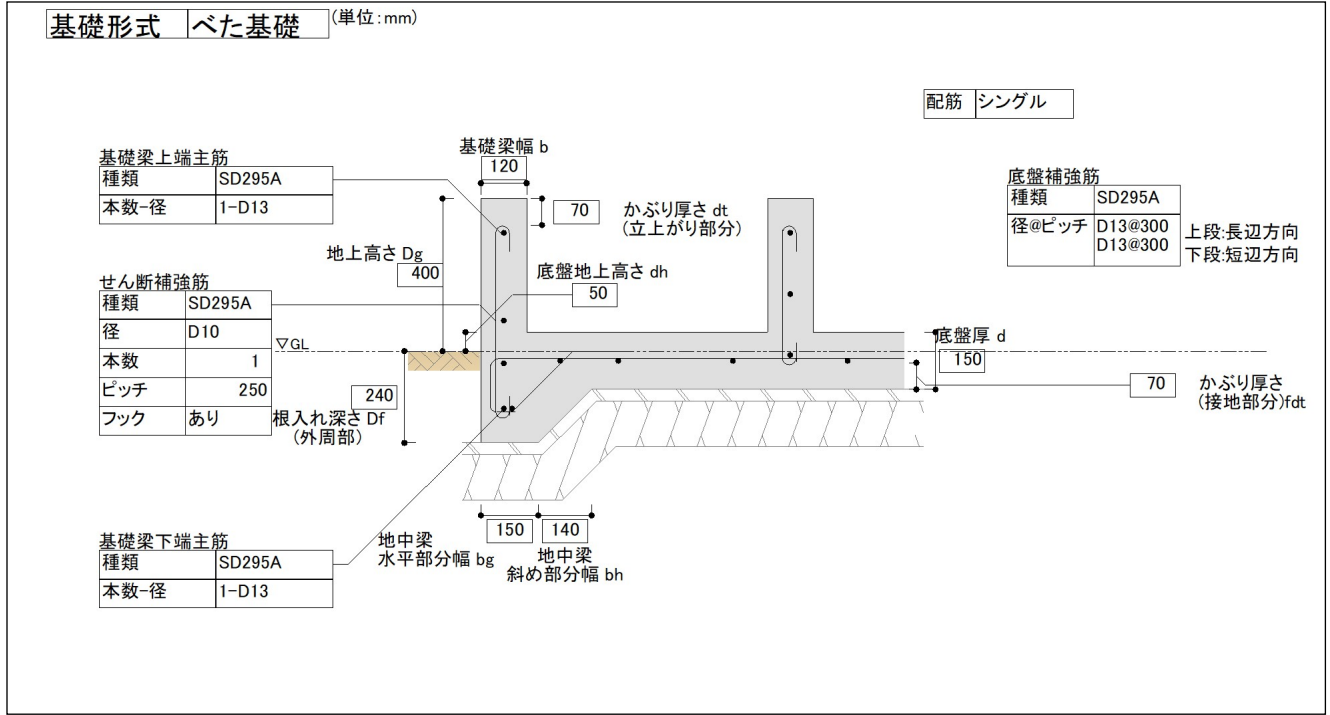 基礎形式 べた基礎 (単位:mm)
配筋 シングル
基礎梁上端主筋
種類 SD295A
本数-径 1-D13
基礎梁幅 b
120
70
かぶり厚さ dt
(立上がり部分)
地上高さ Dg
400
底盤地上高さ dh
50
底盤補強筋
種類 SD295A
径@ピッチ D13@300
D13@300
上段:長辺方向
下段:短辺方向
せん断補強筋
種類 SD295A
径 D10
本数 1
ピッチ 250
フック あり
▽GL
240
根入れ深さ Df
(外周部)
底盤厚 d
150
70
かぶり厚さ
(接地部分)fdt
150
140
地中梁
水平部分幅 bg
地中梁
斜め部分幅 bh
基礎梁下端主筋
種類 SD295A
本数-径 1-D13